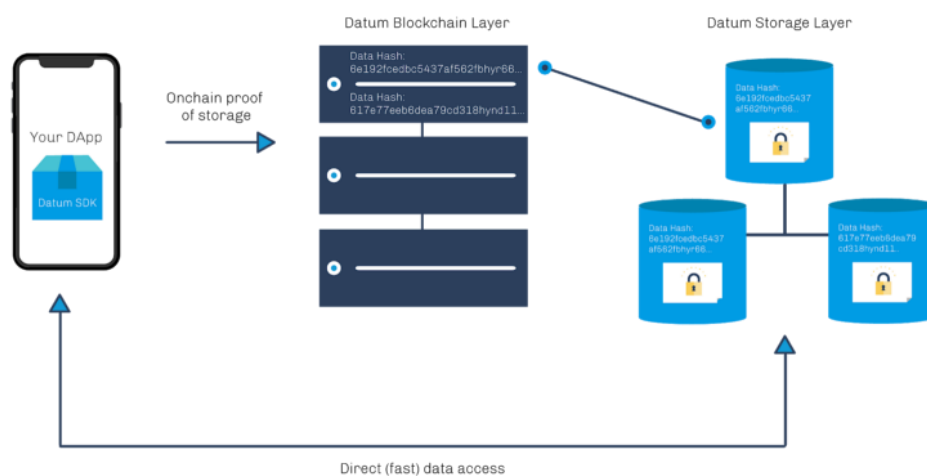 Datum Blockchain Layer
Datum Storage Layer
Your DApp
Datum SDK
Onchain proof
of storage
Data Hash:
6e192fcedbc5437af562fbhyr66...
Data Hash:
617e77eeb6dea79cd318hynd11..
Data Hash:
6e192fcedbc5437
af562fbhyr66..
Data Hash:
6e192fcedbc5437
af562fbhyr66...
Data Hash:
617e77eeb6dea79
cd318hynd11..
Direct (fast) data access